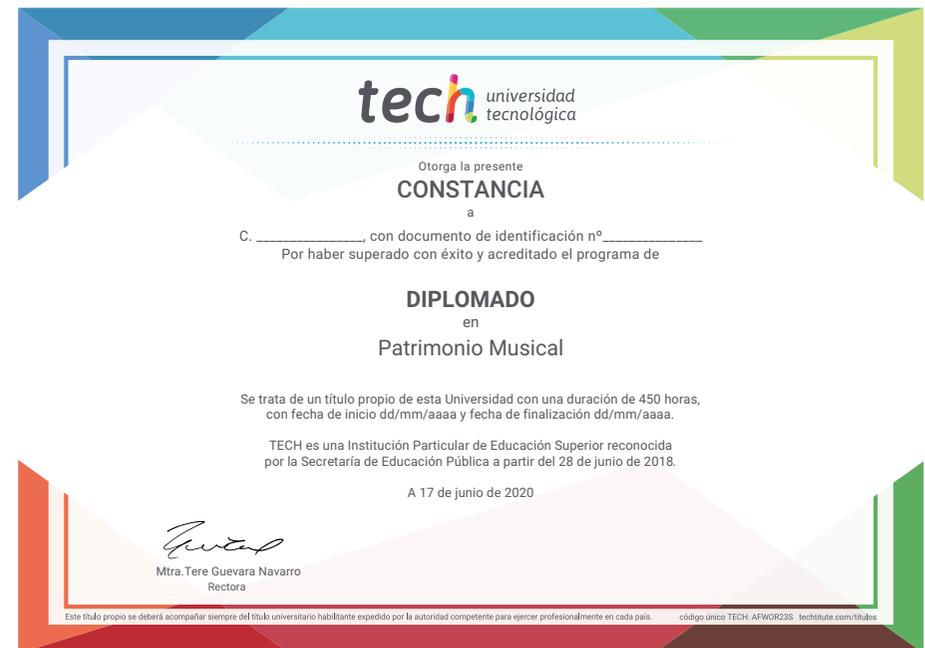 tech universidad
tecnológica
Otorga la presente
CONSTANCIA
a
C. ________________, con documento de identificación nº_______________
Por haber superado con éxito y acreditado el programa de
DIPLOMADO
en
Patrimonio Musical
Se trata de un título propio de esta Universidad con una duración de 450 horas,
con fecha de inicio dd/mm/aaaa y fecha de finalización dd/mm/aaaa.
TECH es una Institución Particular de Educación Superior reconocida
por la Secretaría de Educación Pública a partir del 28 de junio de 2018.
A 17 de junio de 2020
Mtra.Tere Guevara Navarro
Rectora
Este título propio se deberá acompañar siempre del título universitario habilitante expedido por la autoridad competente para ejercer profesionalmente en cada país. código único TECH: AFWOR23S techtitute.com/titulos